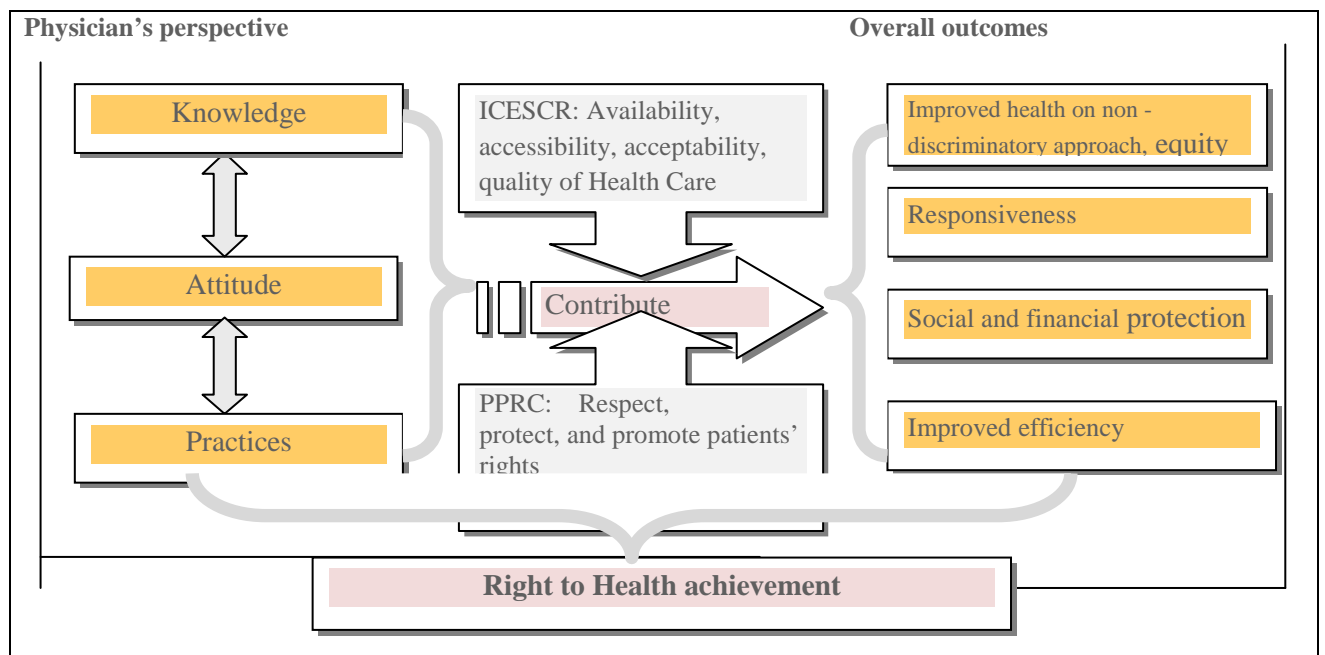 Physician's perspective
Overall outcomes
Knowledge
Attitude
Practices
ICESCR: Availability,
accessibility, acceptability,
quality of Health Care
Contribute
PPRC: Respect,
protect, and promote patients'
rights
Improved health on non -
discriminatory approach, equity
Responsiveness
Social and financial protection
Improved efficiency
Right to Health achievement